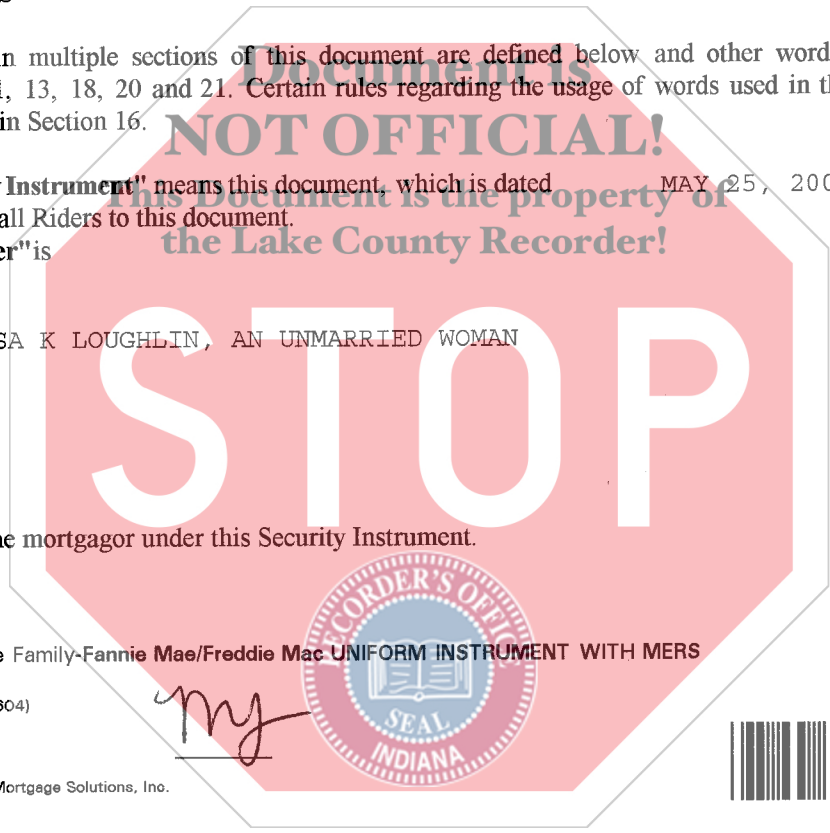 n multiple sections of this document are defined below and other word
Document is
, 13, 18, 20 and 21. Certain rules regarding the usage of words used in th
in Section 16.
NOT OFFICIAL!
Instrument" means this document, which is dated MAY 25, 200
This Document is the property of
all Riders to this document.
er" is
the Lake County Recorder!
SA K LOUGHLIN, AN UNMARRIED WOMAN
STOP
he mortgagor under this Security Instrument.
RECORDER'S OFFICE
e Family-Fannie Mae/Freddie Mac UNIFORM INSTRUMENT WITH MERS
604)
SEAL
INDIANA
Mortgage Solutions, Inc.